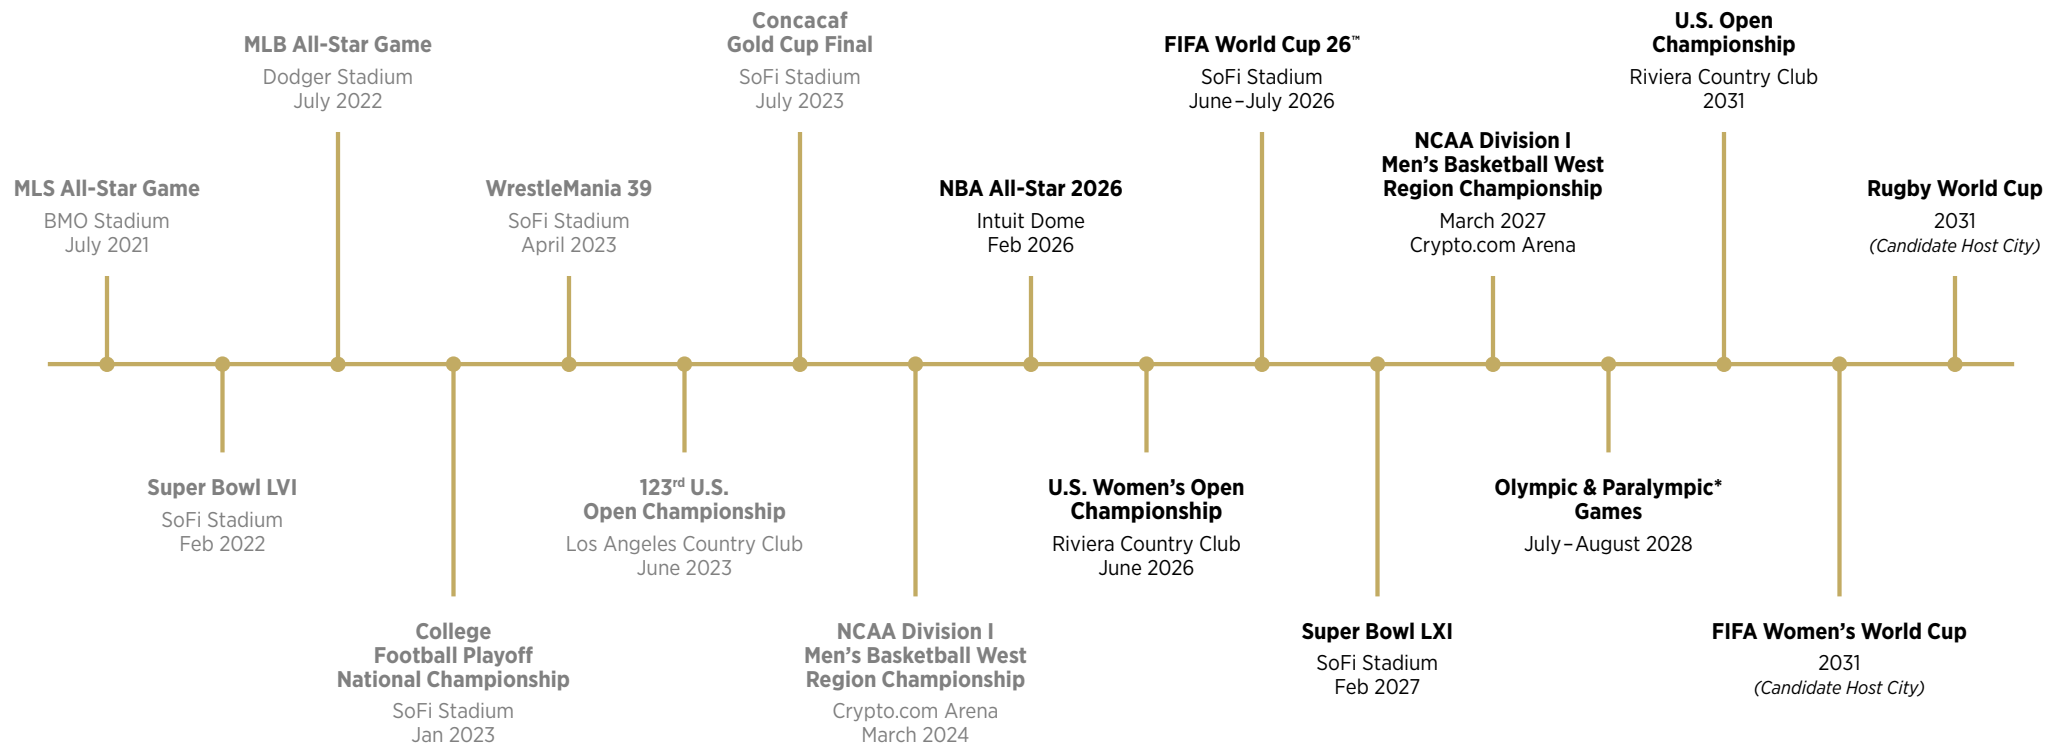 MLS All-Star Game
BMO Stadium
July 2021
Super Bowl LVI
SoFi Stadium
Feb 2022
MLB All-Star Game
Dodger Stadium
July 2022
College
Football Playoff
National Championship
SoFi Stadium
Jan 2023
WrestleMania 39
SoFi Stadium
April 2023
123rd U.S.
Open Championship
Los Angeles Country Club
June 2023
Concacaf
Gold Cup Final
SoFi Stadium
July 2023
NCAA Division I
Men’s Basketball West
Region Championship
Crypto.com Arena
March 2024
NBA All-Star 2026
Intuit Dome
Feb 2026
U.S. Women’s Open
Championship
Riviera Country Club
June 2026
FIFA World Cup 26™
SoFi Stadium
June–July 2026
Super Bowl LXI
SoFi Stadium
Feb 2027
NCAA Division I
Men’s Basketball West
Region Championship
March 2027
Crypto.com Arena
Olympic & Paralympic*
Games
July–August 2028
U.S. Open
Championship
Riviera Country Club
2031
FIFA Women’s World Cup
2031
(Candidate Host City)
Rugby World Cup
2031
(Candidate Host City)